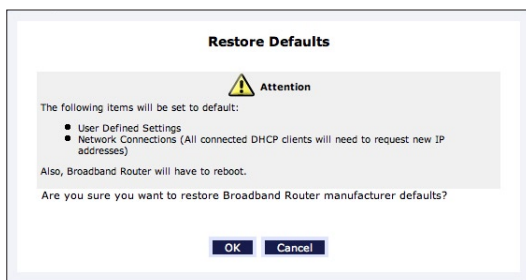 Restore Defaults
Attention
The following items will be set to default:
User Defined Settings
Network Connections (All connected DHCP clients will need to request new IP
addresses)
Also, Broadband Router will have to reboot.
Are you sure you want to restore Broadband Router manufacturer defaults?
OK Cancel